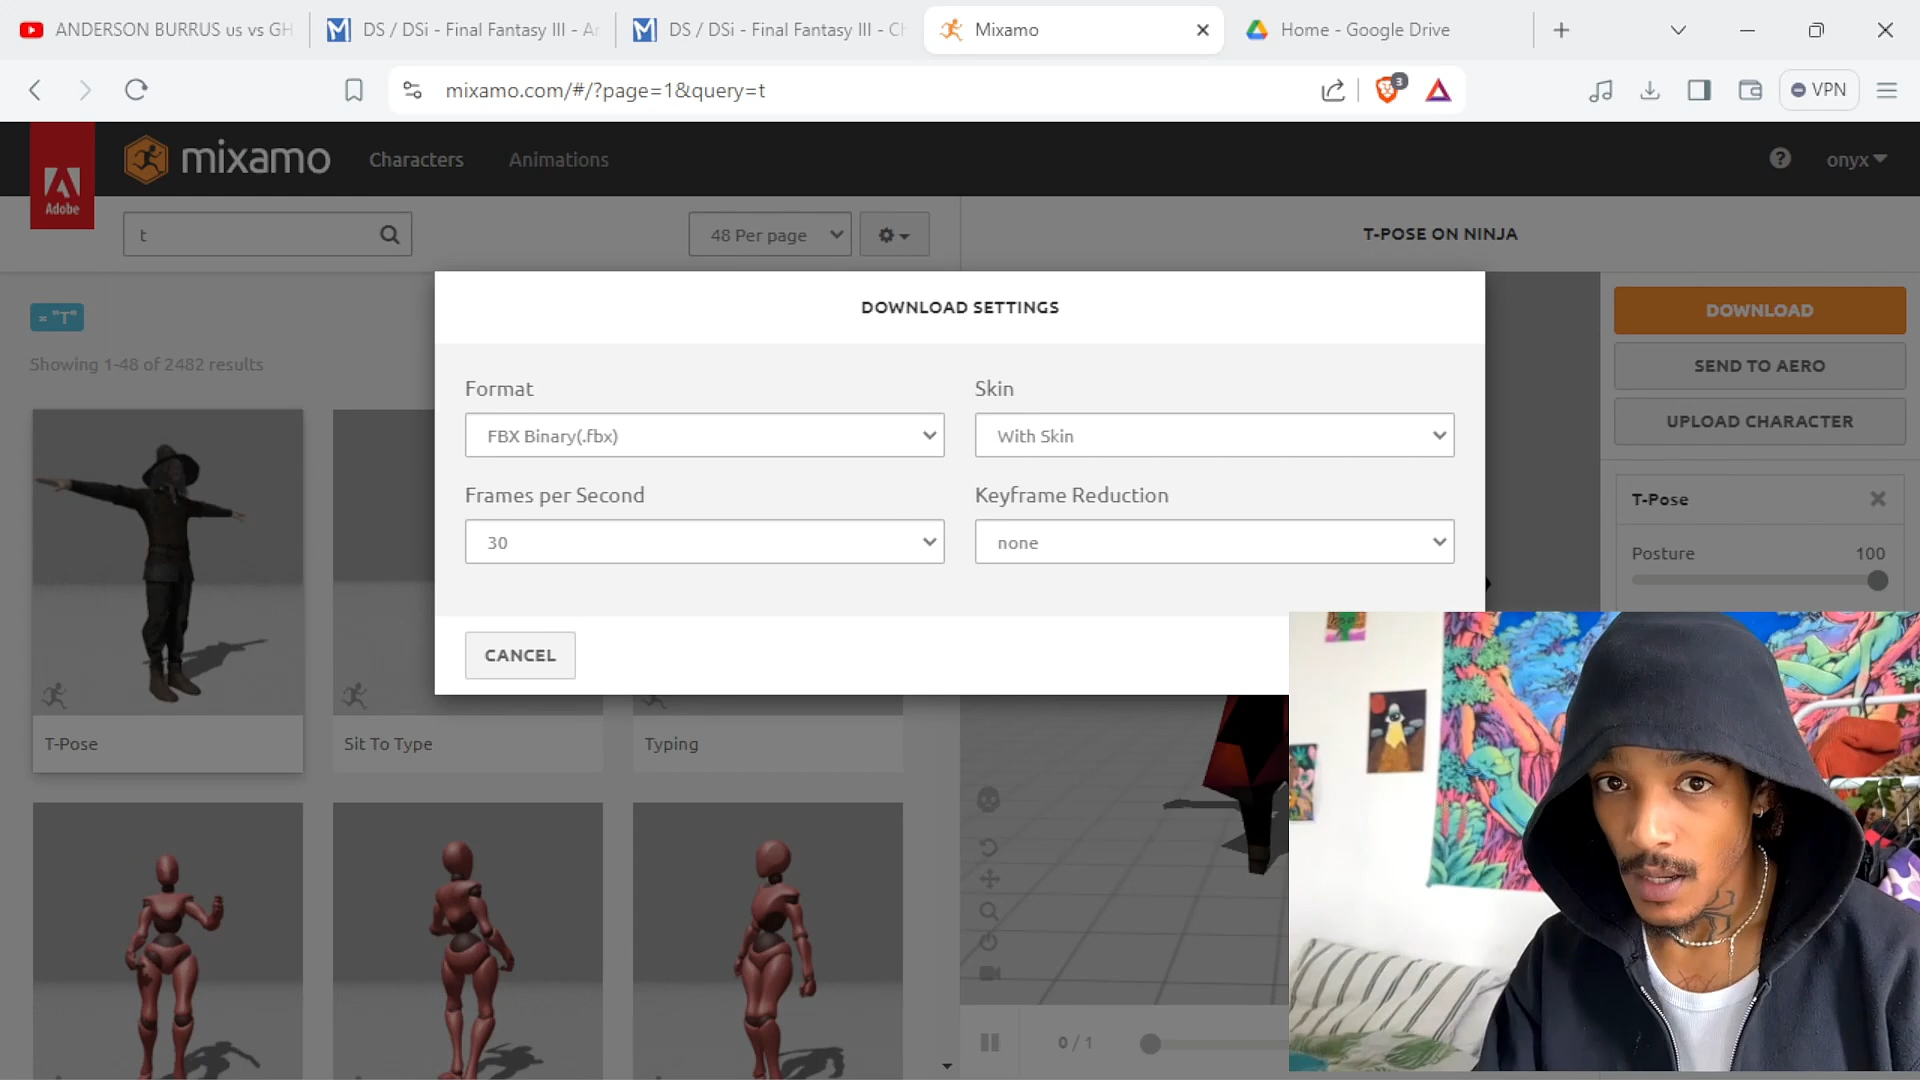 ANDERSON BURRUS us vs GH
DS / DSi - Final Fantasy III - Ar
DS / DSi - Final Fantasy III - Ch
Mixamo
Home - Google Drive
mixamo.com/#/?page=1&query=t
3
VPN
Adobe
mixamo
Characters
Animations
onyx
t
48 Per page
T-POSE ON NINJA
≈ "T"
Showing 1-48 of 2482 results
DOWNLOAD SETTINGS
Format
Skin
FBX Binary(.fbx)
With Skin
Frames per Second
Keyframe Reduction
30
none
CANCEL
DOWNLOAD
SEND TO AERO
UPLOAD CHARACTER
T-Pose
Posture
100
T-Pose
Sit To Type
Typing
0 / 1